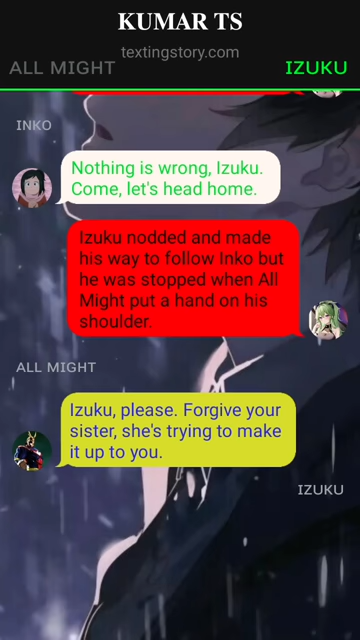 KUMAR TS
textingstory.com
ALL MIGHT
IZUKU
INKO
Nothing is wrong, Izuku.
Come, let's head home.
Izuku nodded and made
his way to follow Inko but
he was stopped when All
Might put a hand on his
shoulder.
ALL MIGHT
Izuku, please. Forgive your
sister, she's trying to make
it up to you.
IZUKU